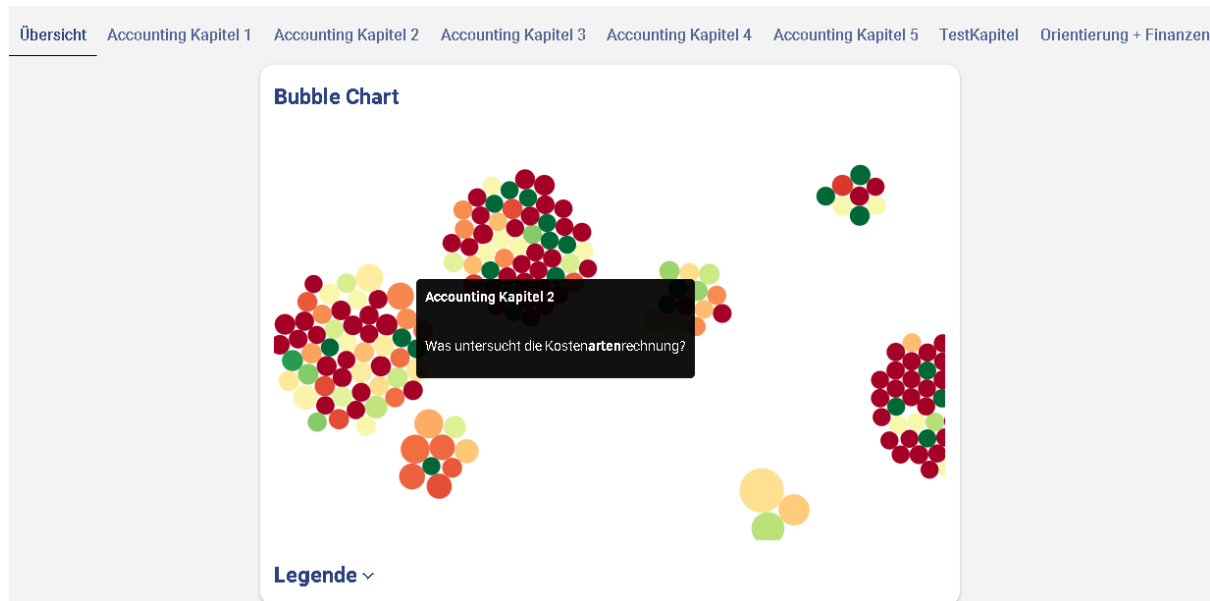 Übersicht Accounting Kapitel 1 Accounting Kapitel 2 Accounting Kapitel 3 Accounting Kapitel 4 Accounting Kapitel 5 TestKapitel Orientierung + Finanzen
Bubble Chart
Accounting Kapitel 2
Was untersucht die Kostenartenrechnung?
Legende